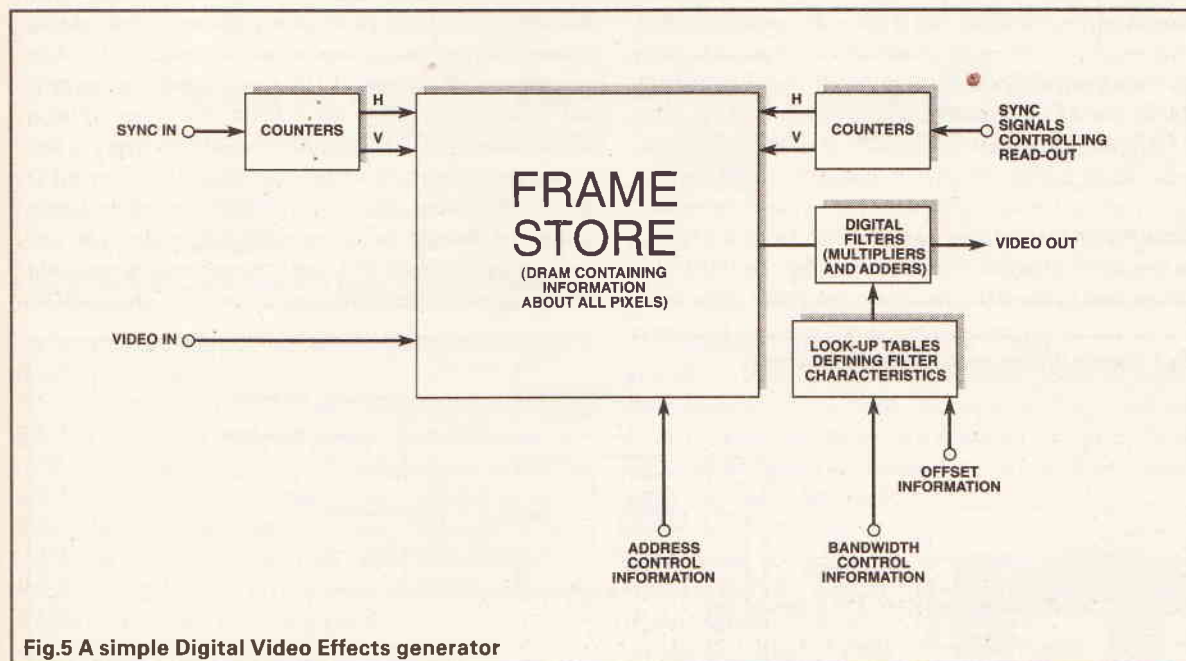 SYNC IN
COUNTERS
H
V
H
V
COUNTERS
SYNC
SIGNALS
CONTROLLING
READ-OUT
FRAME
STORE
(DRAM CONTAINING
INFORMATION
ABOUT ALL PIXELS)
DIGITAL
FILTERS
(MULTIPLIERS
AND ADDERS)
VIDEO OUT
VIDEO IN
LOOK-UP TABLES
DEFINING FILTER
CHARACTERISTICS
OFFSET
INFORMATION
ADDRESS
CONTROL
INFORMATION
BANDWIDTH
CONTROL
INFORMATION
Fig.5 A simple Digital Video Effects generator